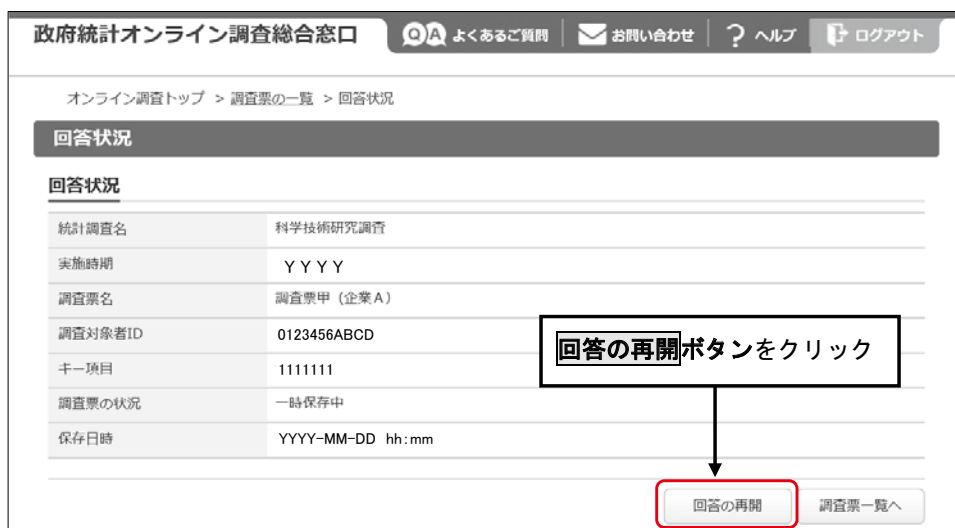 政府統計オンライン調査総合窓口 QA よくあるご質問 お問い合わせ ? ヘルプ ログアウト
オンライン調査トップ > 調査票の一覧 > 回答状況
回答状況
回答状況
統計調査名 科学技術研究調査
実施時期 YYYY
調査票名 調査票甲（企業A）
調査対象者ID 0123456ABCD
キー項目 1111111
調査票の状況 一時保存中
保存日時 YYYY-MM-DD hh:mm
回答の再開ボタンをクリック
回答の再開 調査票一覧へ